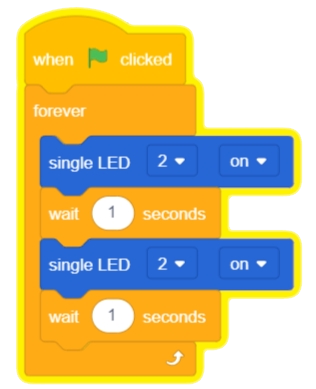 when clicked
forever
single LED 2 on
wait 1 seconds
single LED 2 on
wait 1 seconds